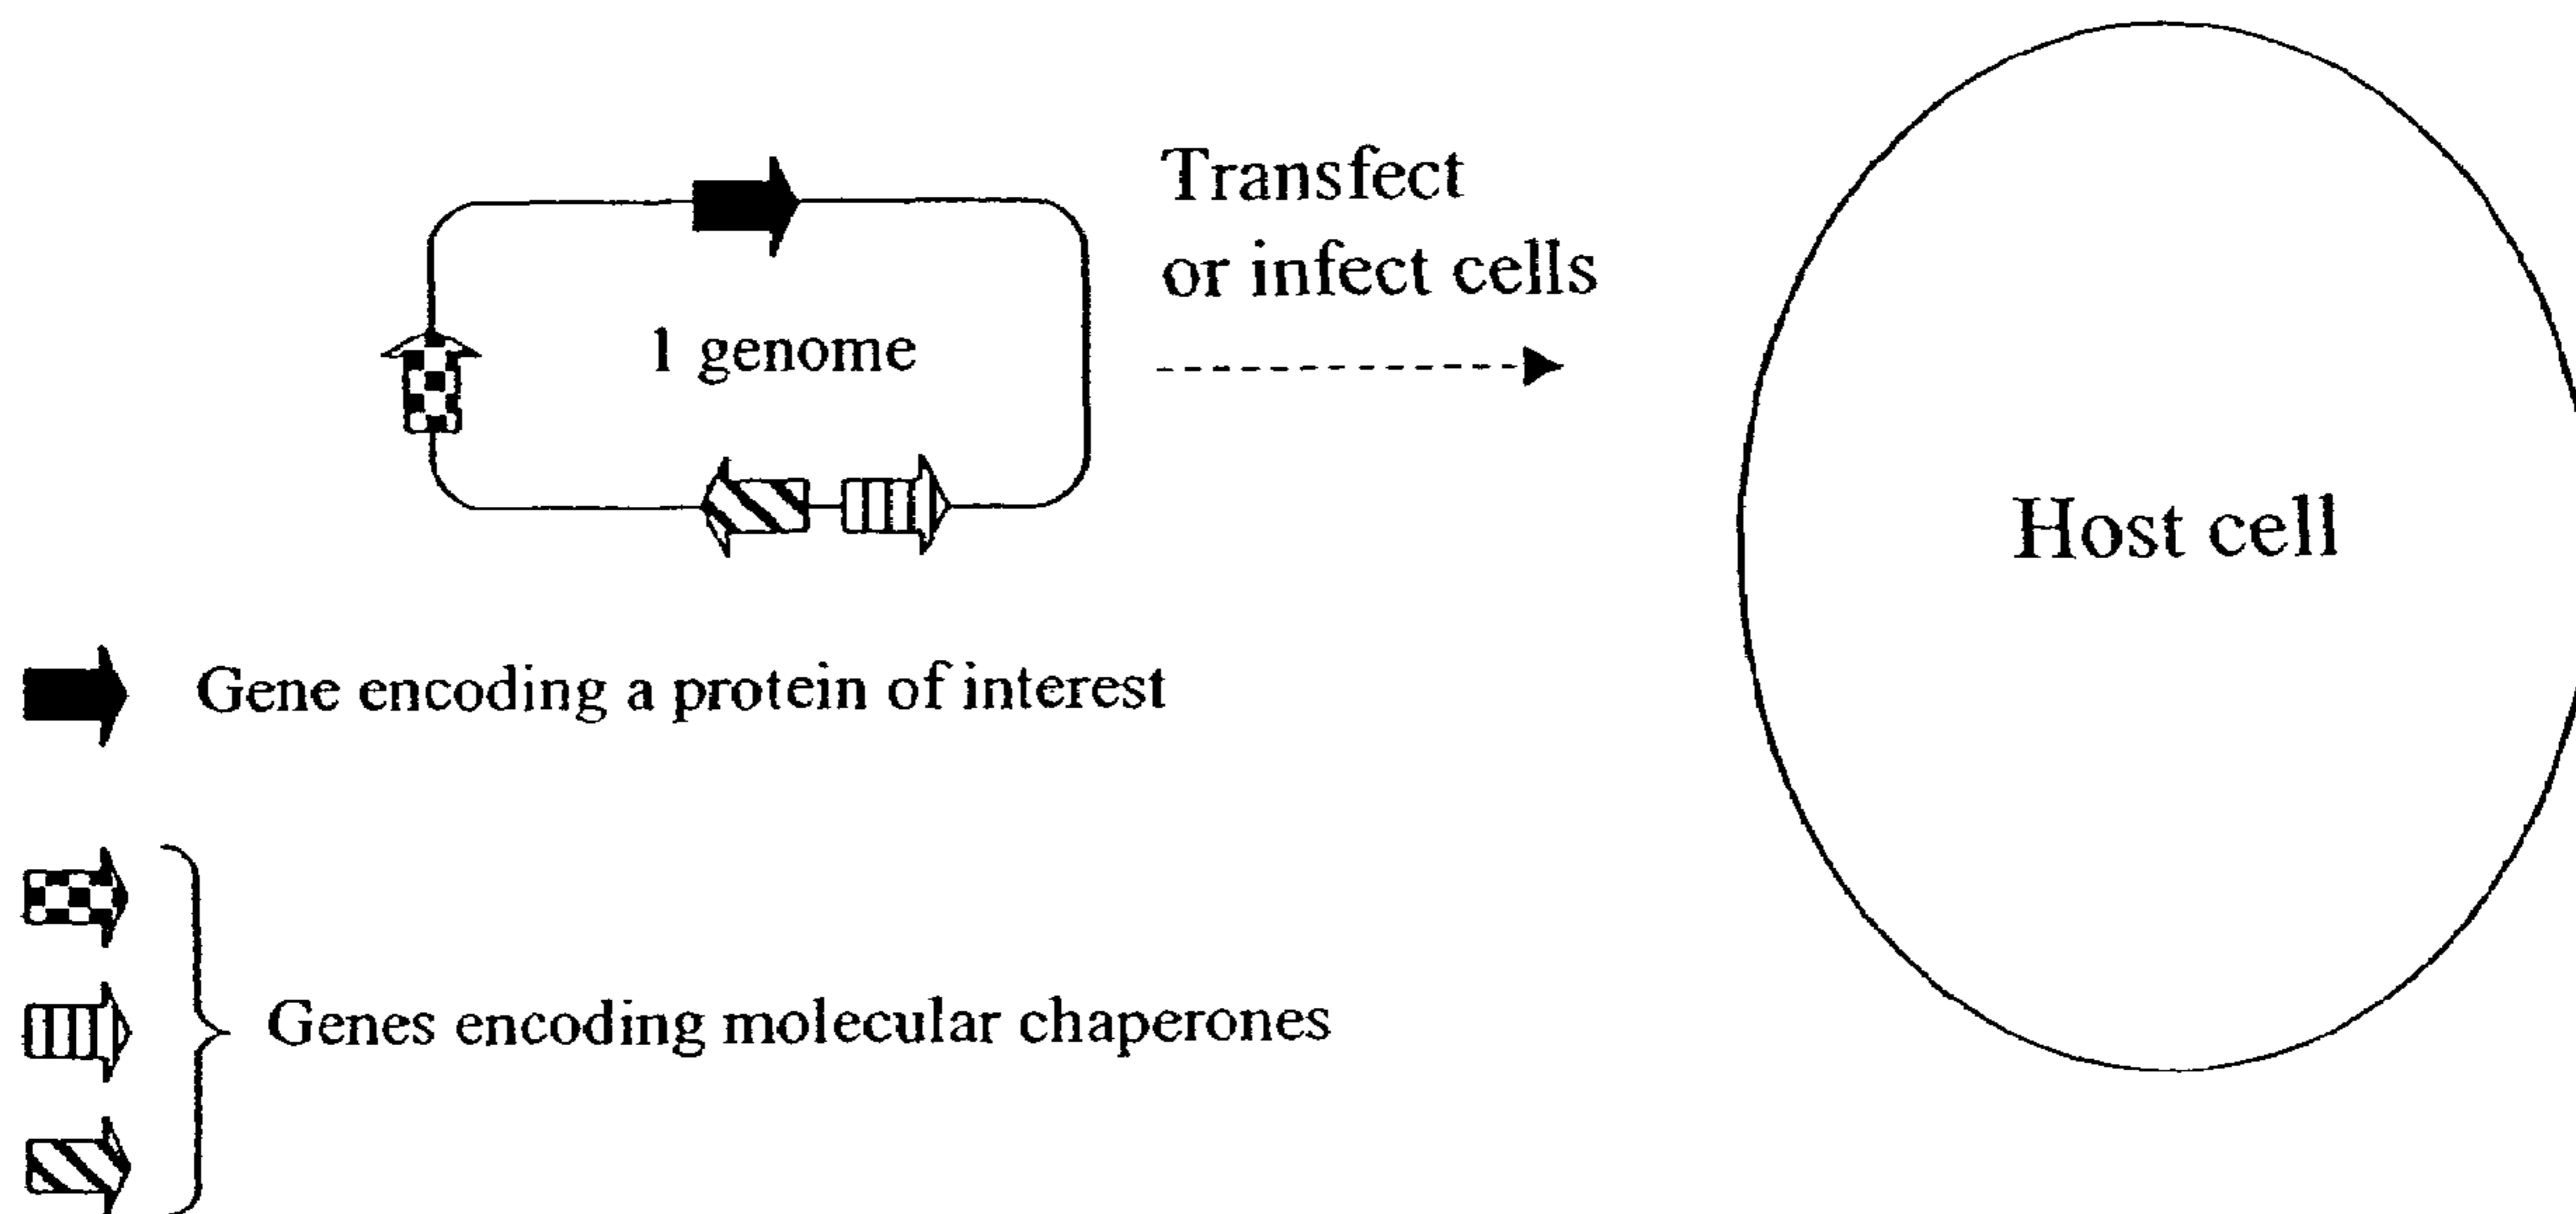 Transfect
or infect cells
1 genome
Host cell
Gene encoding a protein of interest
Genes encoding molecular chaperones